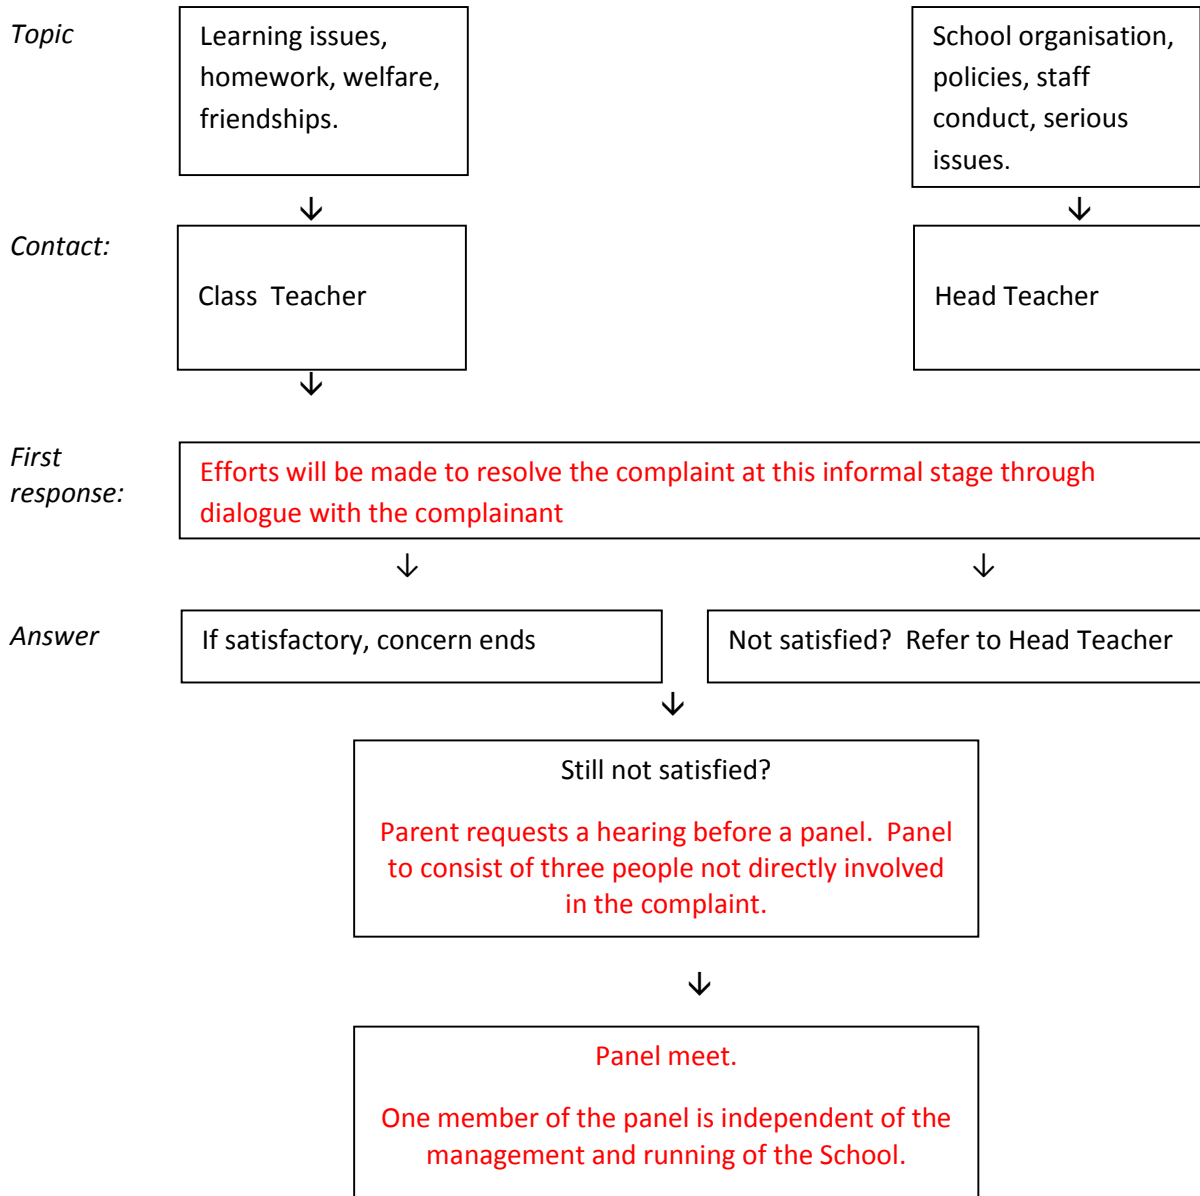 Topic
Learning issues,
homework, welfare,
friendships.
School organisation,
policies, staff
conduct, serious
issues.
Contact:
Class  Teacher
Head Teacher
First
response:
Efforts will be made to resolve the complaint at this informal stage through
dialogue with the complainant
Answer
If satisfactory, concern ends
Not satisfied?  Refer to Head Teacher
Still not satisfied?
Parent requests a hearing before a panel.  Panel
to consist of three people not directly involved
in the complaint.
Panel meet.
One member of the panel is independent of the
management and running of the School.